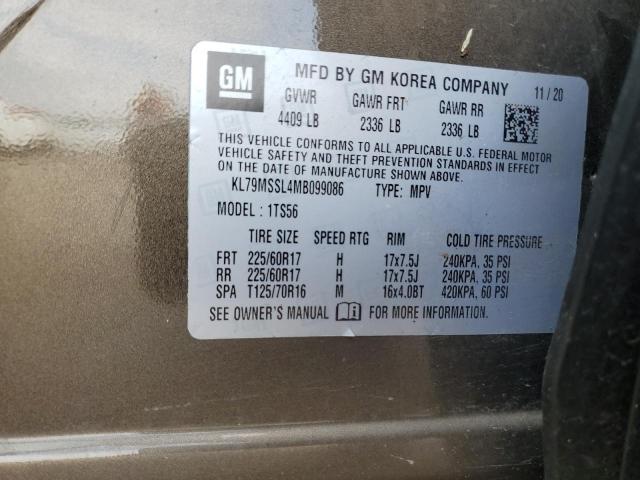 GM
MFD BY GM KOREA COMPANY 11/20
GVWR GAWR FRT GAWR RR
4409 LB 2336 LB 2336 LB
THIS VEHICLE CONFORMS TO ALL APPLICABLE U.S. FEDERAL MOTOR
VEHICLE SAFETY AND THEFT PREVENTION STANDARDS IN EFFECT
ON THE DATE OF MANUFACTURE SHOWN ABOVE.
KL79MSSL4MB099086 TYPE: MPV
MODEL : 1TS56
TIRE SIZE SPEED RTG RIM COLD TIRE PRESSURE
FRT 225/60R17 H 17x7.5J 240KPA, 35 PSI
RR 225/60R17 H 17x7.5J 240KPA, 35 PSI
SPA T125/70R16 M 16x4.0BT 420KPA, 60 PSI
SEE OWNER'S MANUAL FOR MORE INFORMATION.